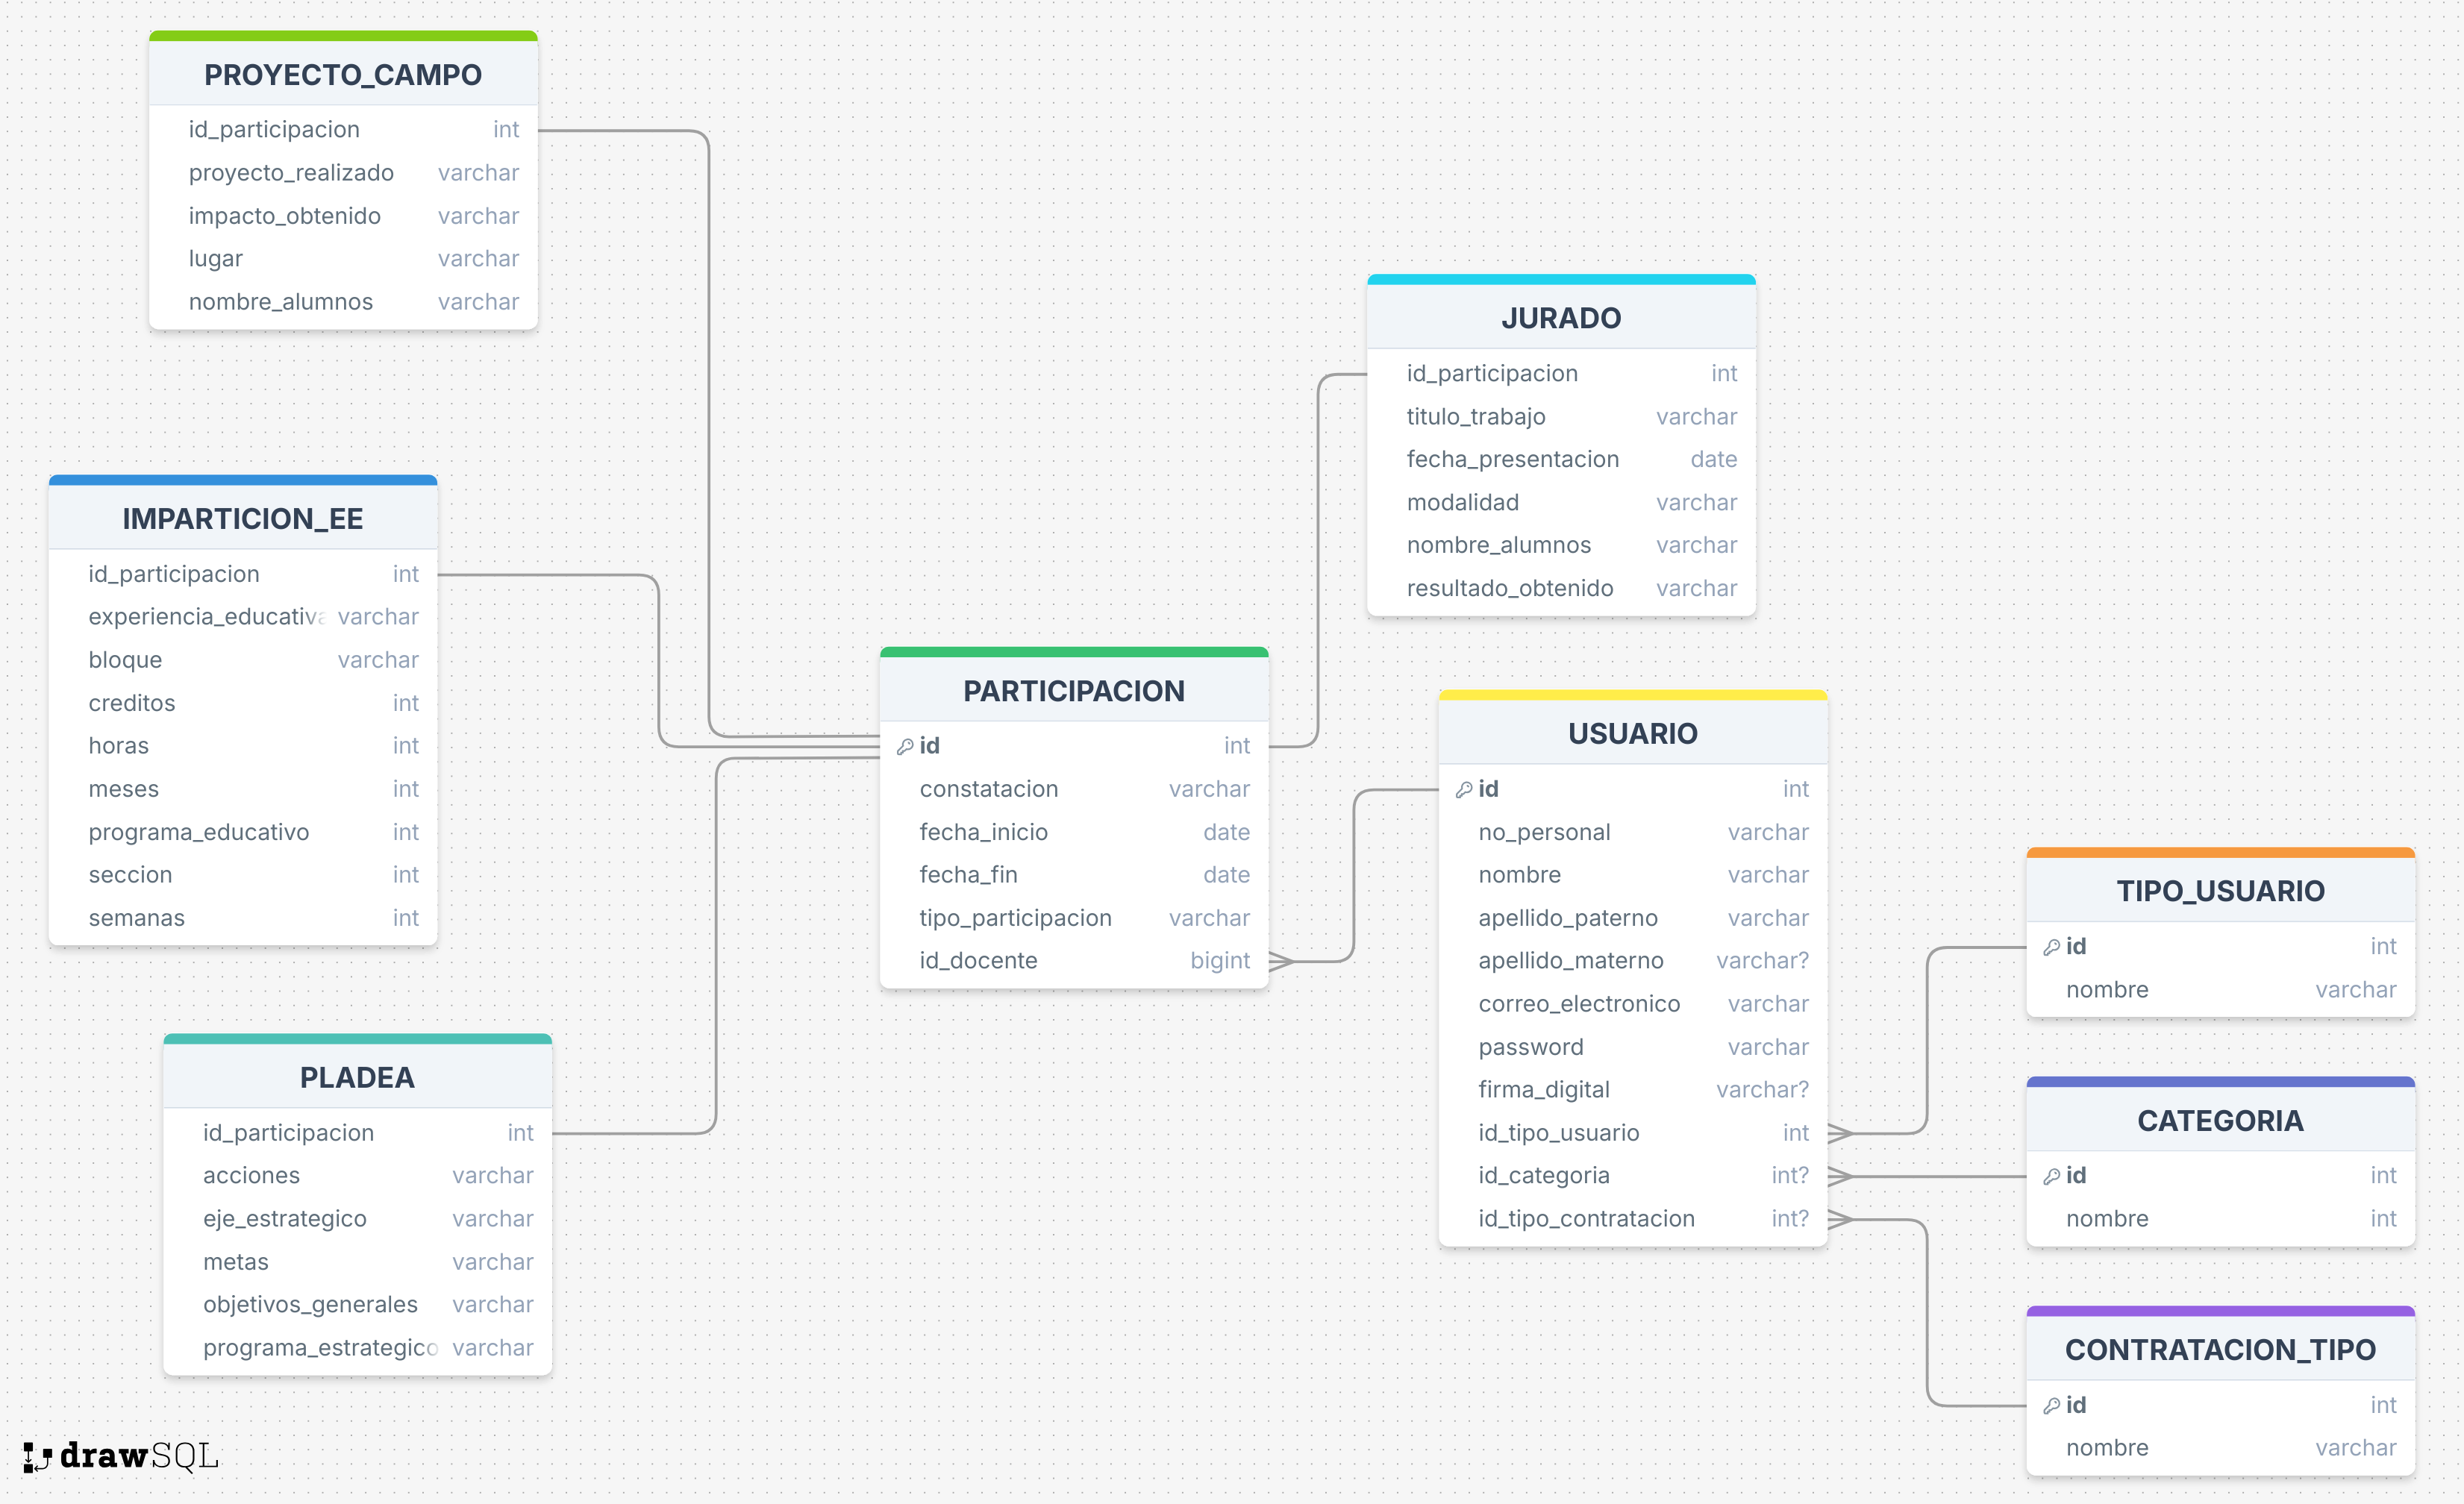 PROYECTO_CAMPO
id_participacion int
proyecto_realizado varchar
impacto_obtenido varchar
lugar varchar
nombre_alumnos varchar
IMPARTICION_EE
id_participacion int
experiencia_educativa varchar
bloque varchar
creditos int
horas int
meses int
programa_educativo int
seccion int
semanas int
PLADEA
id_participacion int
acciones varchar
eje_estrategico varchar
metas varchar
objetivos_generales varchar
programa_estrategico varchar
PARTICIPACION
id int
constatacion varchar
fecha_inicio date
fecha_fin date
tipo_participacion varchar
id_docente bigint
JURADO
id_participacion int
titulo_trabajo varchar
fecha_presentacion date
modalidad varchar
nombre_alumnos varchar
resultado_obtenido varchar
USUARIO
id int
no_personal varchar
nombre varchar
apellido_paterno varchar
apellido_materno varchar?
correo_electronico varchar
password varchar
firma_digital varchar?
id_tipo_usuario int
id_categoria int?
id_tipo_contratacion int?
TIPO_USUARIO
id int
nombre varchar
CATEGORIA
id int
nombre int
CONTRATACION_TIPO
id int
nombre varchar
drawSQL